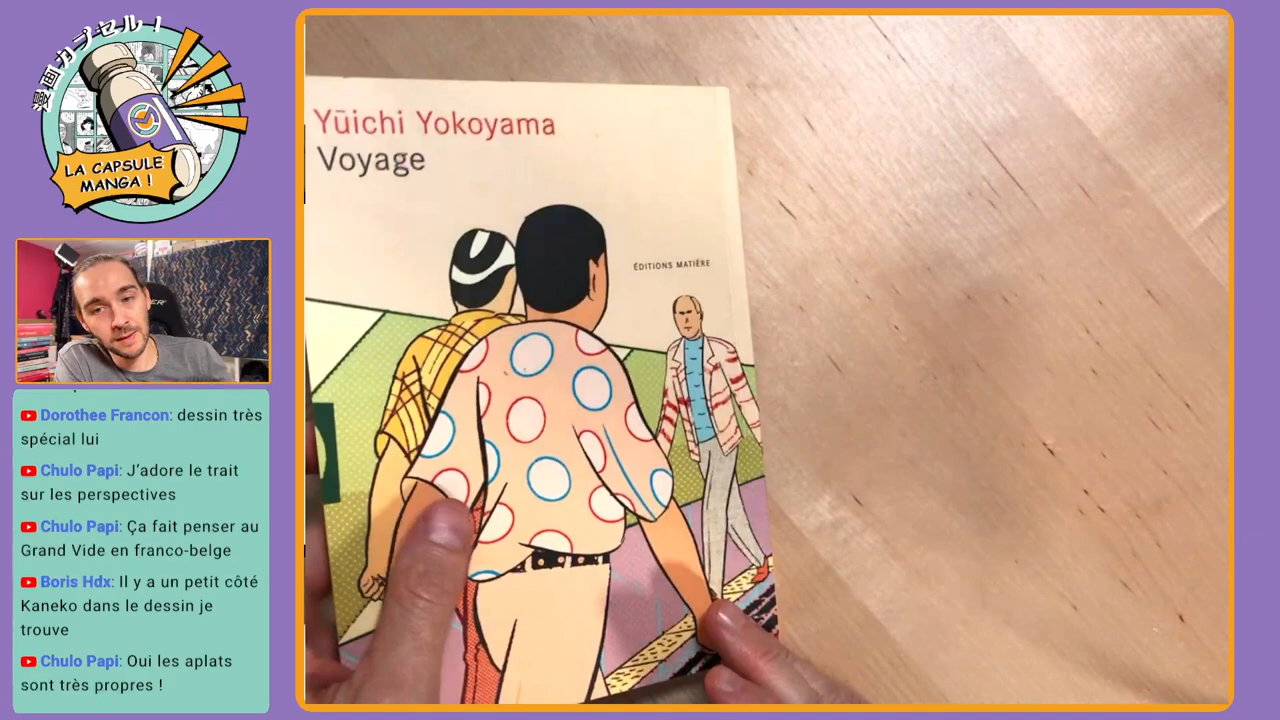 漫画カプセル！
LA CAPSULE
MANGA !
Yūichi Yokoyama
Voyage
ÉDITIONS MATIÈRE
Dorothee Francon: dessin très
spécial lui
Chulo Papi: J’adore le trait
sur les perspectives
Chulo Papi: Ça fait penser au
Grand Vide en franco-belge
Boris Hdx: Il y a un petit côté
Kaneko dans le dessin je
trouve
Chulo Papi: Oui les aplats
sont très propres !